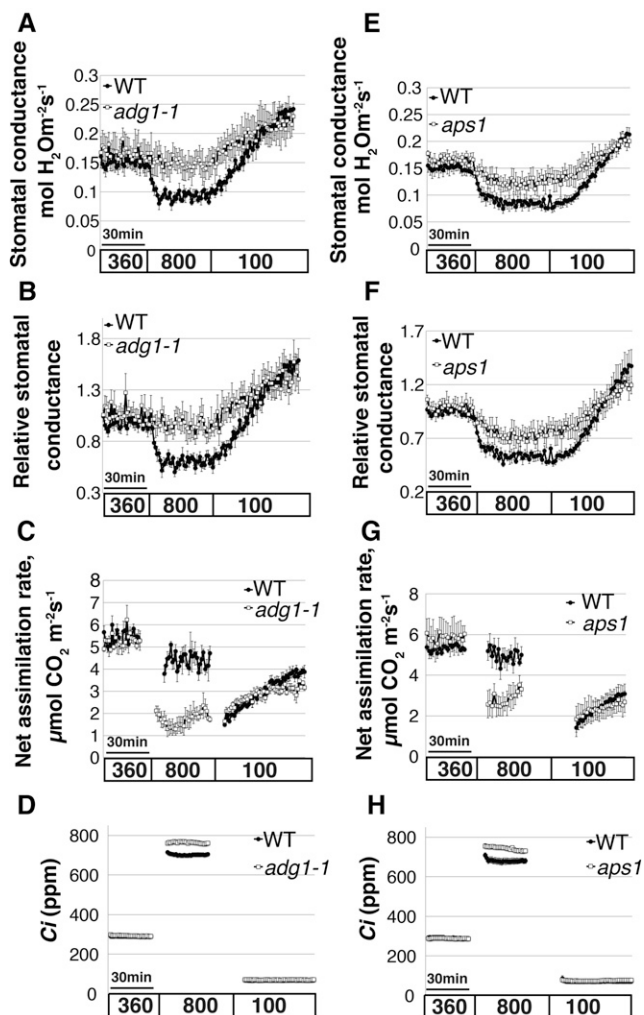 A
Stomatal conductance
mol H₂Om⁻²s⁻¹
0.3
0.25
0.2
0.15
0.1
0.05
0
WT
adg1-1
30min
360 800 100
B
Relative stomatal
conductance
1.8
1.3
0.8
0.3
WT
adg1-1
30min
360 800 100
C
Net assimilation rate,
µmol CO₂ m⁻²s⁻¹
8
7
6
5
4
3
2
1
0
WT
adg1-1
30min
360 800 100
D
Ci (ppm)
800
600
400
200
0
WT
adg1-1
30min
360 800 100
E
Stomatal conductance
mol H₂Om⁻²s⁻¹
0.3
0.25
0.2
0.15
0.1
0.05
0
WT
aps1
30min
360 800 100
F
Relative stomatal
conductance
1.7
1.2
0.7
0.2
WT
aps1
30min
360 800 100
G
Net assimilation rate,
µmol CO₂ m⁻²s⁻¹
8
6
4
2
0
WT
aps1
30min
360 800 100
H
Ci (ppm)
800
600
400
200
0
WT
aps1
30min
360 800 100